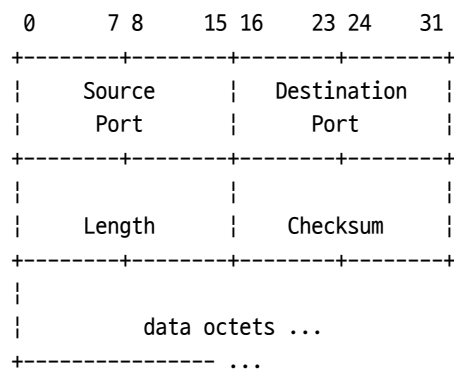 0 7 8 15 16 23 24 31
+--------+--------+--------+--------+
¦ Source ¦ Destination ¦
¦ Port ¦ Port ¦
+--------+--------+--------+--------+
¦ ¦ ¦
¦ Length ¦ Checksum ¦
+--------+--------+--------+--------+
¦
¦ data octets ...
+---------------- ...